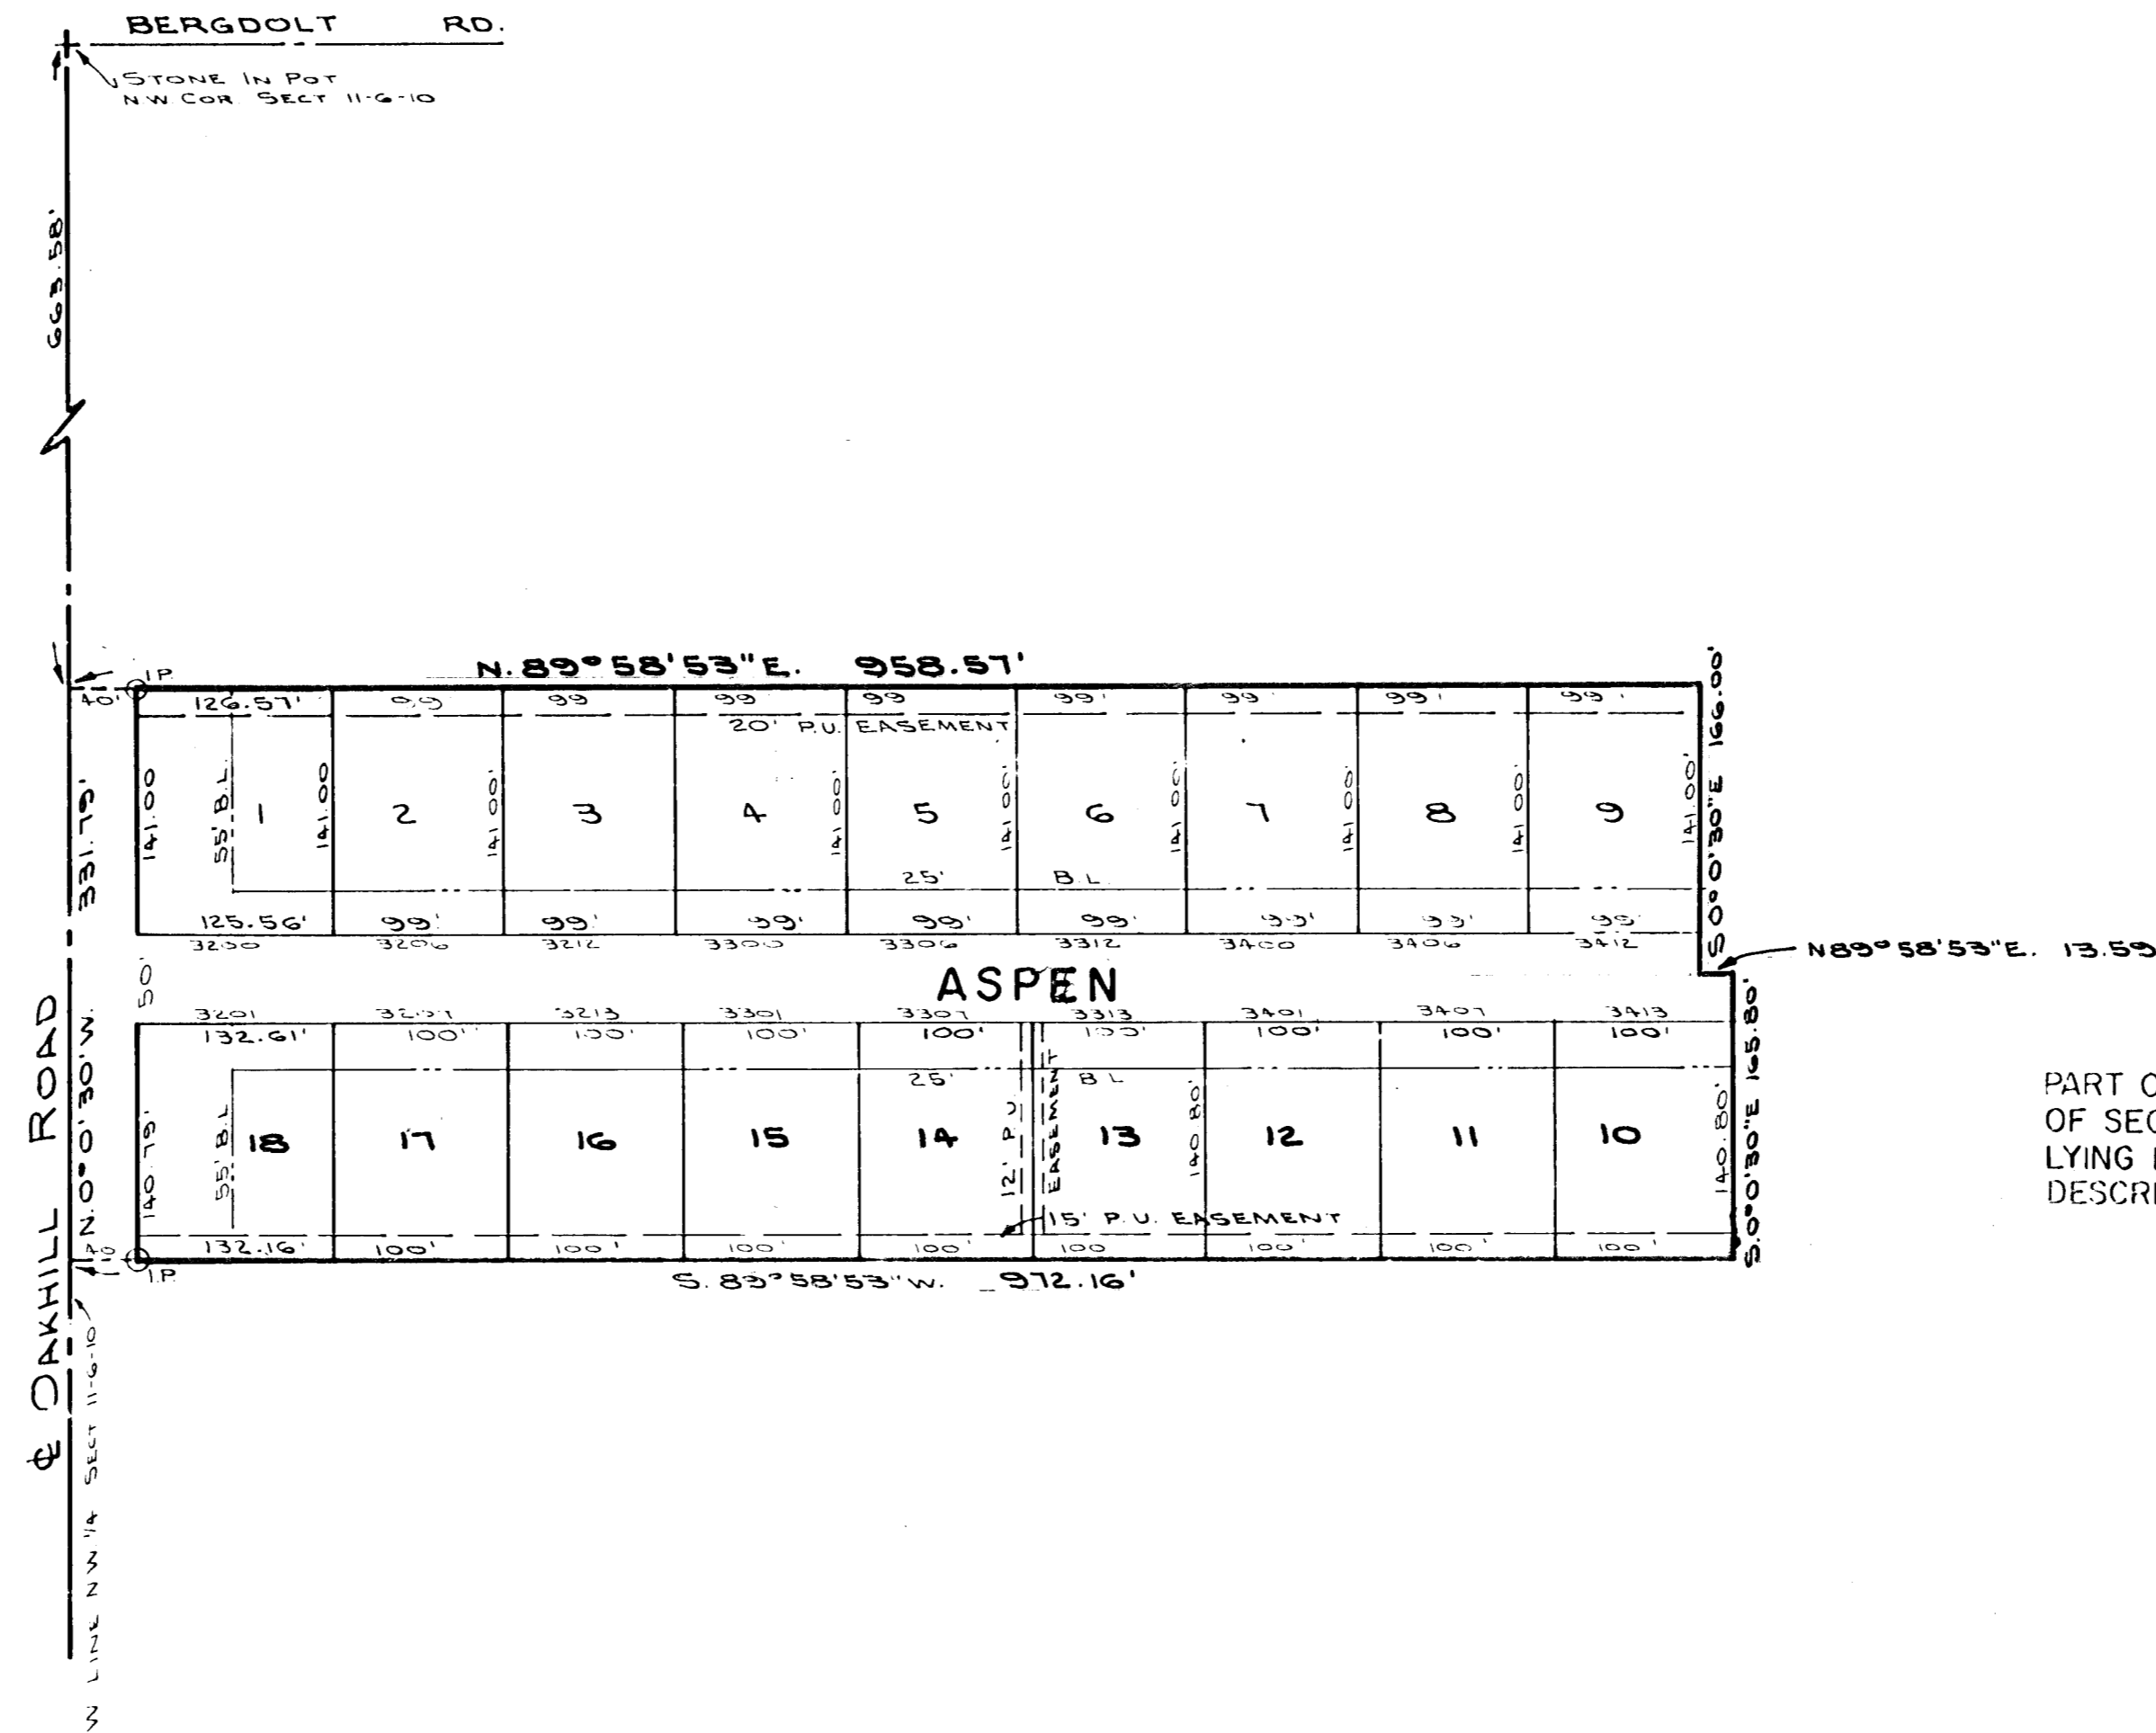 BERGDOLT RD.
STONE IN POT
N.W. COR. SECT 11-6-10
663.58'
N. 89° 58' 53" E. 958.57'
I.P.
40'
126.57' 99 99 99 99 99' 99' 99' 99'
20' P.U. EASEMENT
S 0° 0' 30" E 166.00'
331.79'
141.00 55' B.L. 141.00 141.00' 141.00' 141.00' 141.00' 141.00' 141.00' 141.00'
1 2 3 4 5 6 7 8 9
25' B.L.
125.56' 99' 99' 99' 99' 99' 99' 99' 99'
3200 3206 3212 3300 3306 3312 3400 3406 3412
N 89° 58' 53" E. 13.59
50'
ASPEN
3201 3207 3213 3301 3307 3313 3401 3407 3413
132.61' 100' 100' 100' 100' 100' 100' 100' 100'
25' B L
N. 0° 0' 30" W.
140.79' 55' B.L 12' P.U. EASEMENT 140.80' 140.80'
18 17 16 15 14 13 12 11 10
S. 0° 0' 30" E 165.80'
15' P.U. EASEMENT
132.16' 100' 100' 100' 100 100 100' 100' 100'
40
I.P.
S. 89° 58' 53" W. 972.16'
℄ OAKHILL ROAD
W LINE N W 1/4 SECT 11-6-10
PART O
OF SEC
LYING
DESCRI